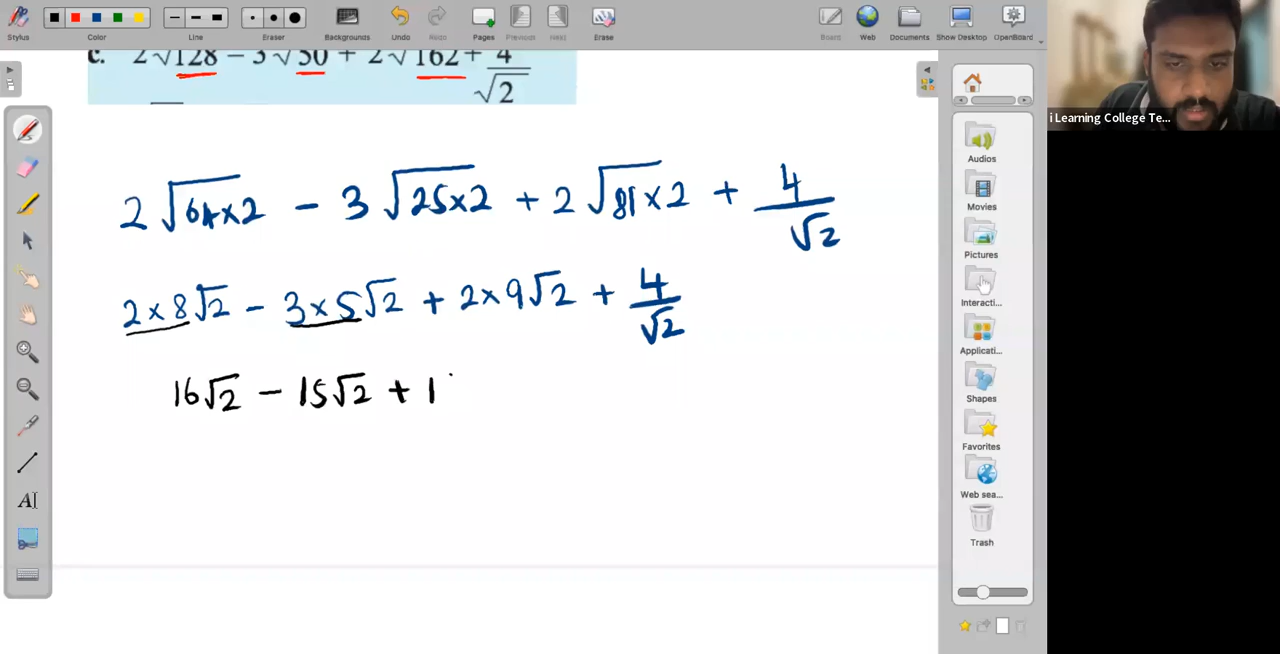 Stylus Color Line Eraser Backgrounds Undo Redo Pages Previous Next Erase Board Web Documents Show Desktop OpenBoard
c. 2√128 − 3√50 + 2√162 + 4/√2
i Learning College Te...
2√64×2 − 3√25×2 + 2√81×2 + 4/√2
2×8√2 − 3×5√2 + 2×9√2 + 4/√2
16√2 − 15√2 + 1
Audios
Movies
Pictures
Interacti...
Applicati...
Shapes
Favorites
Web sea...
Trash